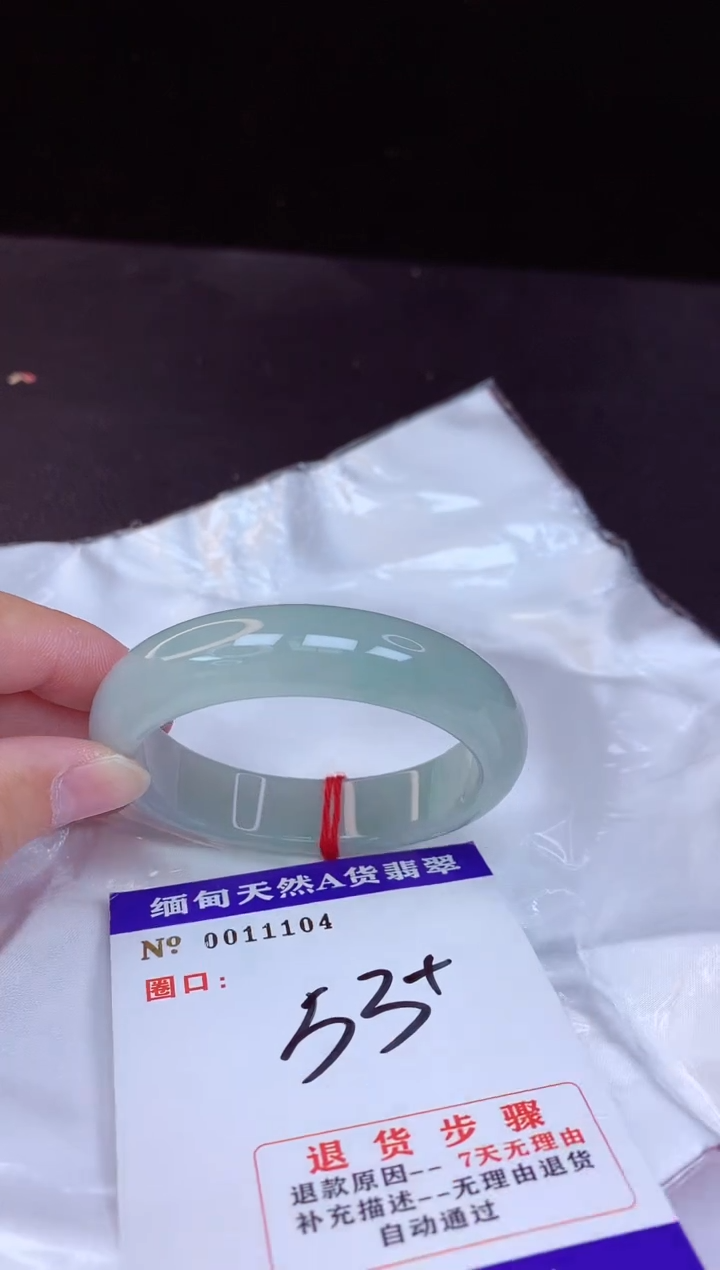 缅甸天然A货翡翠
Nº 0011104
圈口:
53+
退货步骤
退款原因--7天无理由
补充描述--无理由退货
自动通过